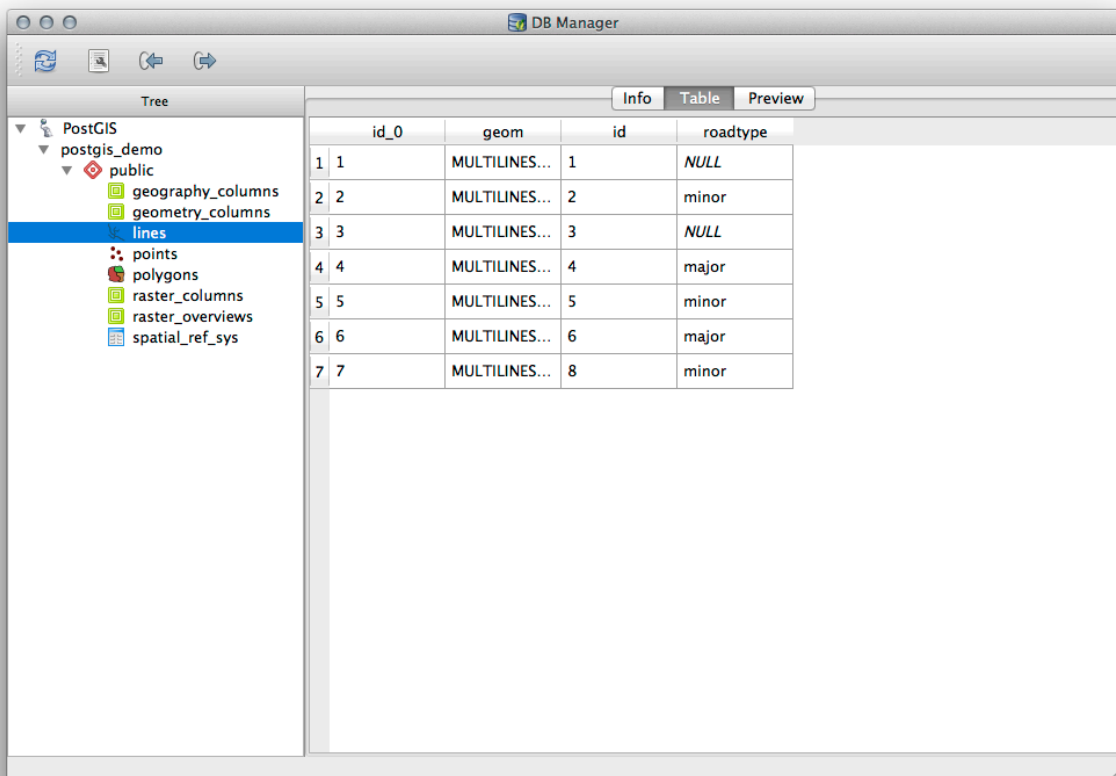 DB Manager
Tree
PostGIS
postgis_demo
public
geography_columns
geometry_columns
lines
points
polygons
raster_columns
raster_overviews
spatial_ref_sys
Info Table Preview
id_0 geom id roadtype
1 1 MULTILINES... 1 NULL
2 2 MULTILINES... 2 minor
3 3 MULTILINES... 3 NULL
4 4 MULTILINES... 4 major
5 5 MULTILINES... 5 minor
6 6 MULTILINES... 6 major
7 7 MULTILINES... 8 minor